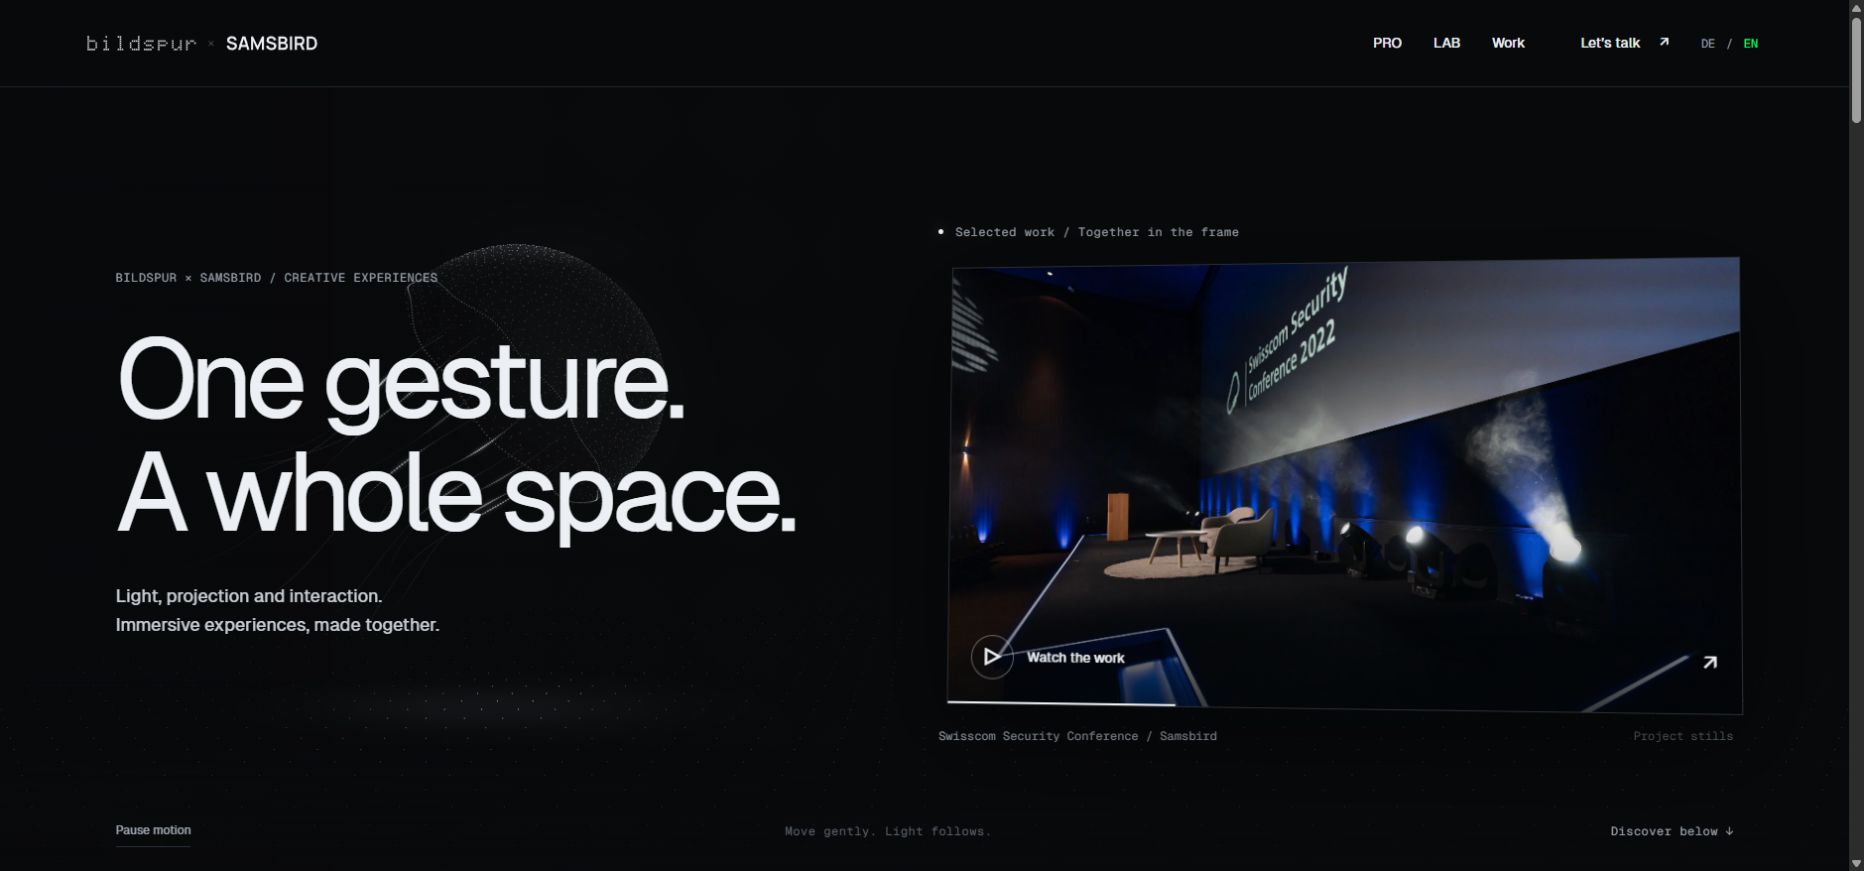 bildspur × SAMSBIRD
PRO LAB Work Let's talk ↗ DE / EN
BILDSPUR × SAMSBIRD / CREATIVE EXPERIENCES
One gesture.
A whole space.
Light, projection and interaction.
Immersive experiences, made together.
Selected work / Together in the frame
Swisscom Security
Conference 2022
Watch the work
Swisscom Security Conference / Samsbird
Project stills
Pause motion
Move gently. Light follows.
Discover below ↓